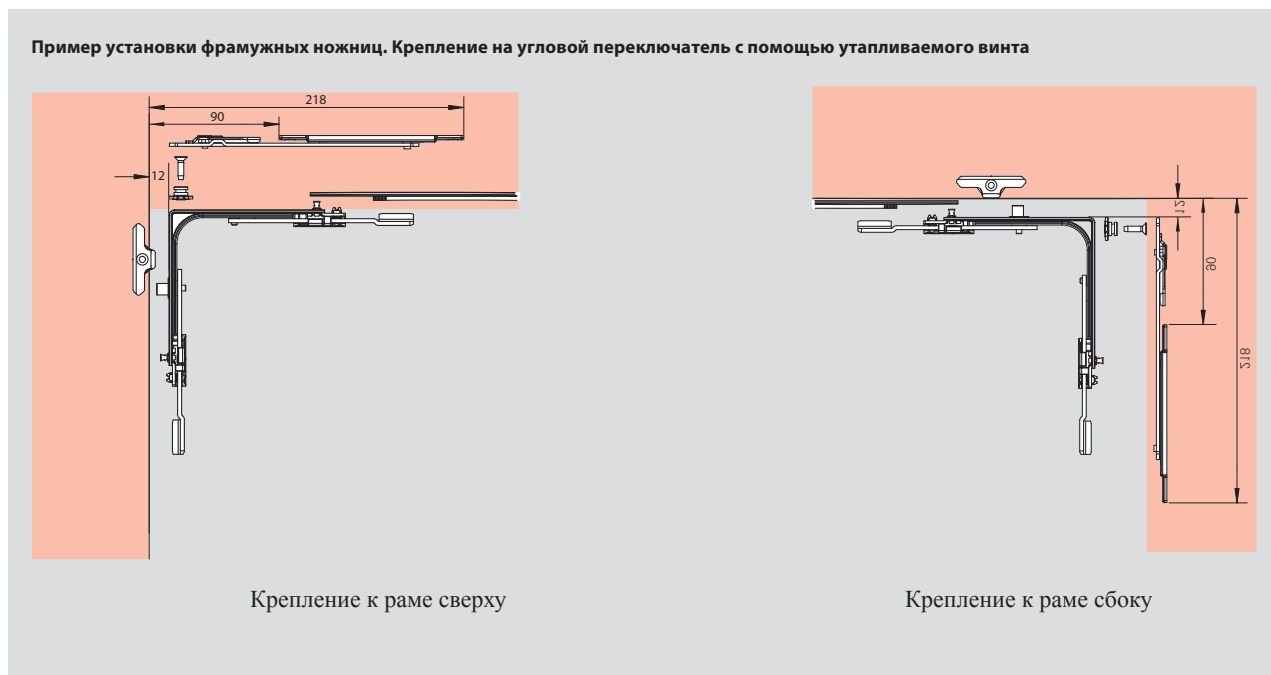 Пример установки фрамужных ножниц. Крепление на угловой переключатель с помощью утапливаемого винта
218
90
12
12
90
218
Крепление к раме сверху
Крепление к раме сбоку